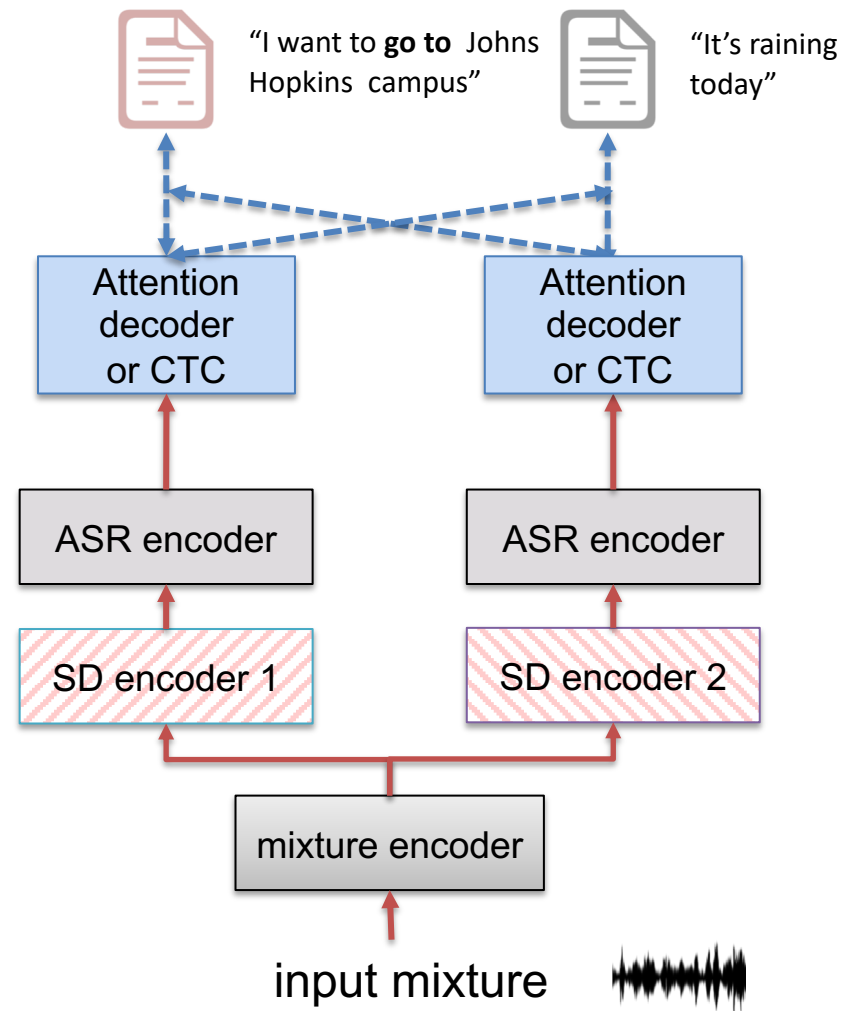 “I want to go to Johns
Hopkins campus”
“It’s raining
today”
Attention
decoder
or CTC
Attention
decoder
or CTC
ASR encoder
ASR encoder
SD encoder 1
SD encoder 2
mixture encoder
input mixture